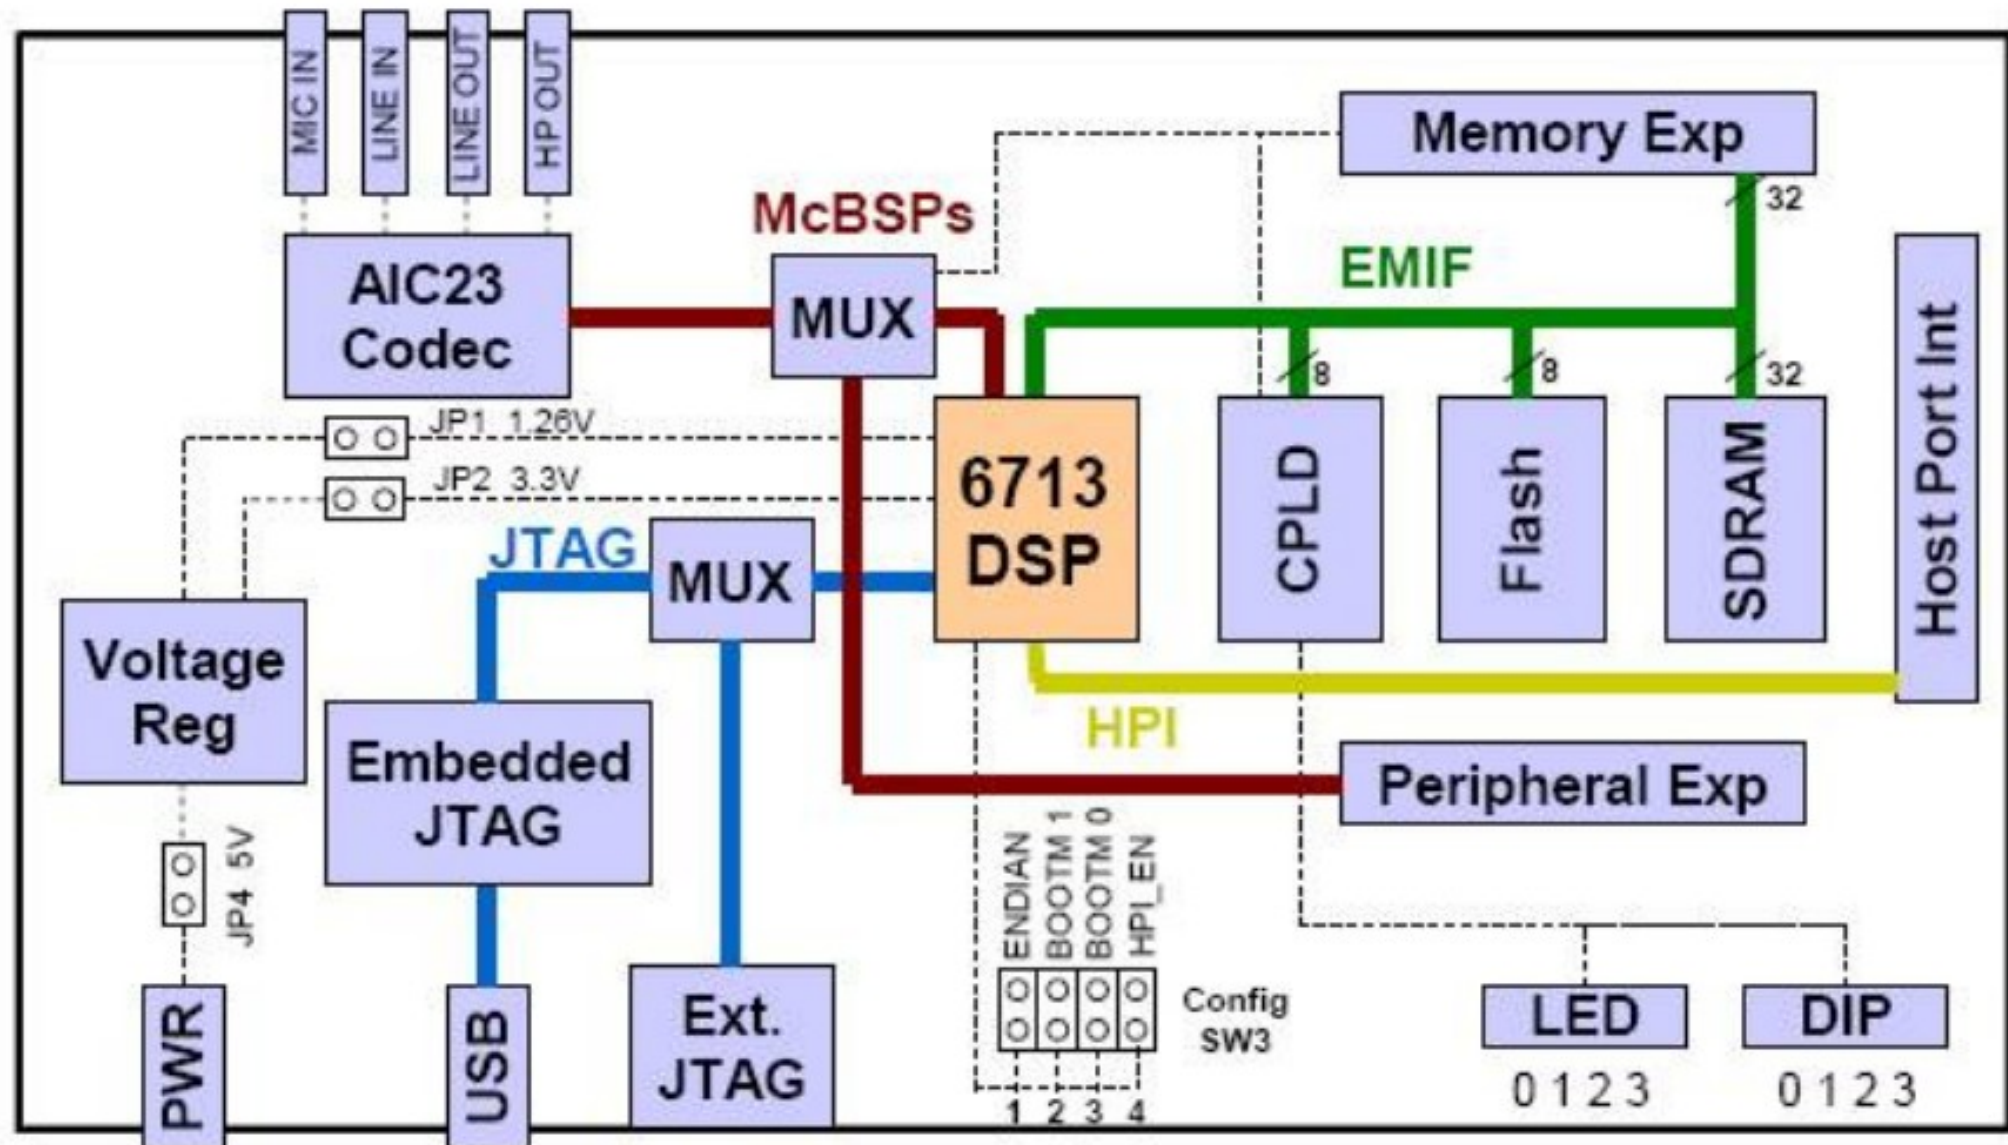 MIC IN
LINE IN
LINE OUT
HP OUT
Memory Exp
32
McBSPs
EMIF
AIC23
Codec
MUX
8
8
32
Host Port Int
JP1 1.26V
JP2 3.3V
6713
DSP
CPLD
Flash
SDRAM
JTAG
MUX
Voltage
Reg
HPI
Embedded
JTAG
Peripheral Exp
JP4 5V
ENDIAN
BOOTM 1
BOOTM 0
HPI_EN
Config
SW3
PWR
USB
Ext.
JTAG
LED
DIP
1 2 3 4
0 1 2 3
0 1 2 3